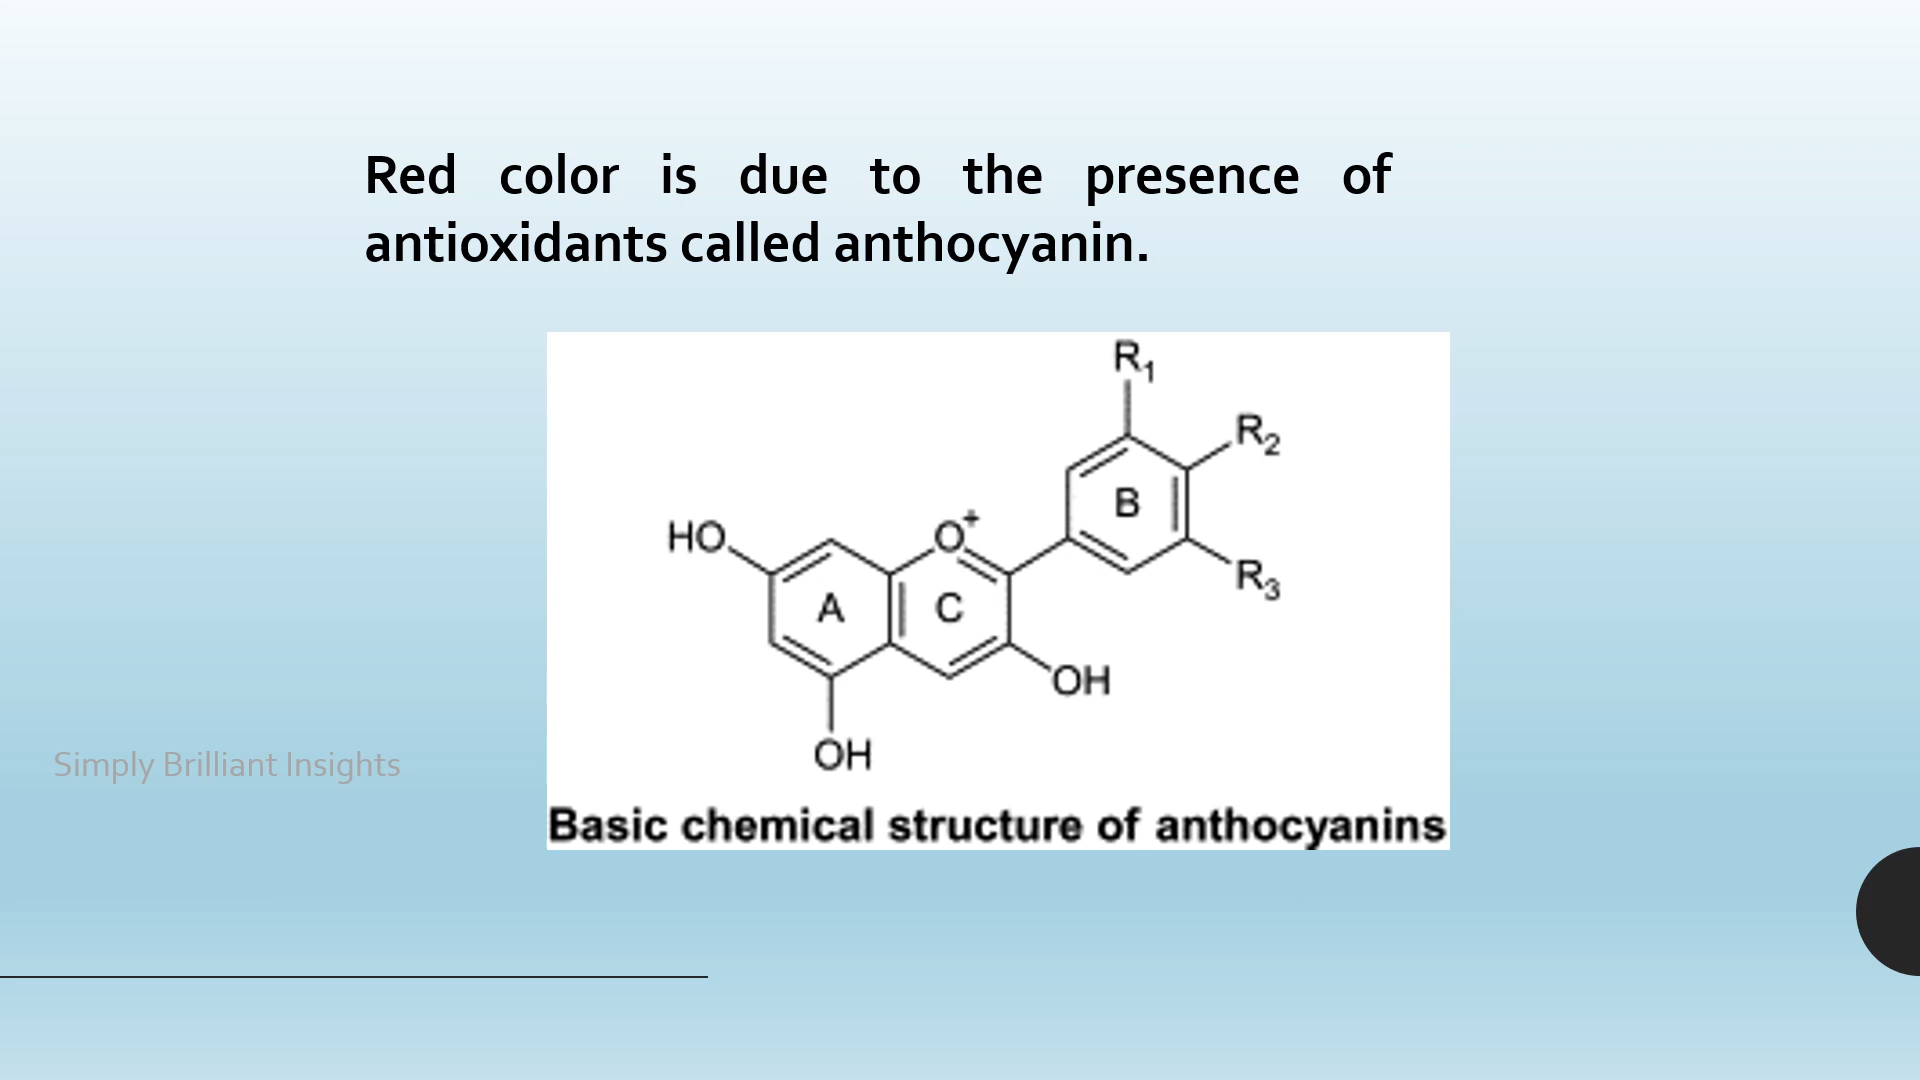 Red color is due to the presence of
antioxidants called anthocyanin.
R₁
R₂
B
HO
O⁺
R₃
A
C
OH
OH
Simply Brilliant Insights
Basic chemical structure of anthocyanins